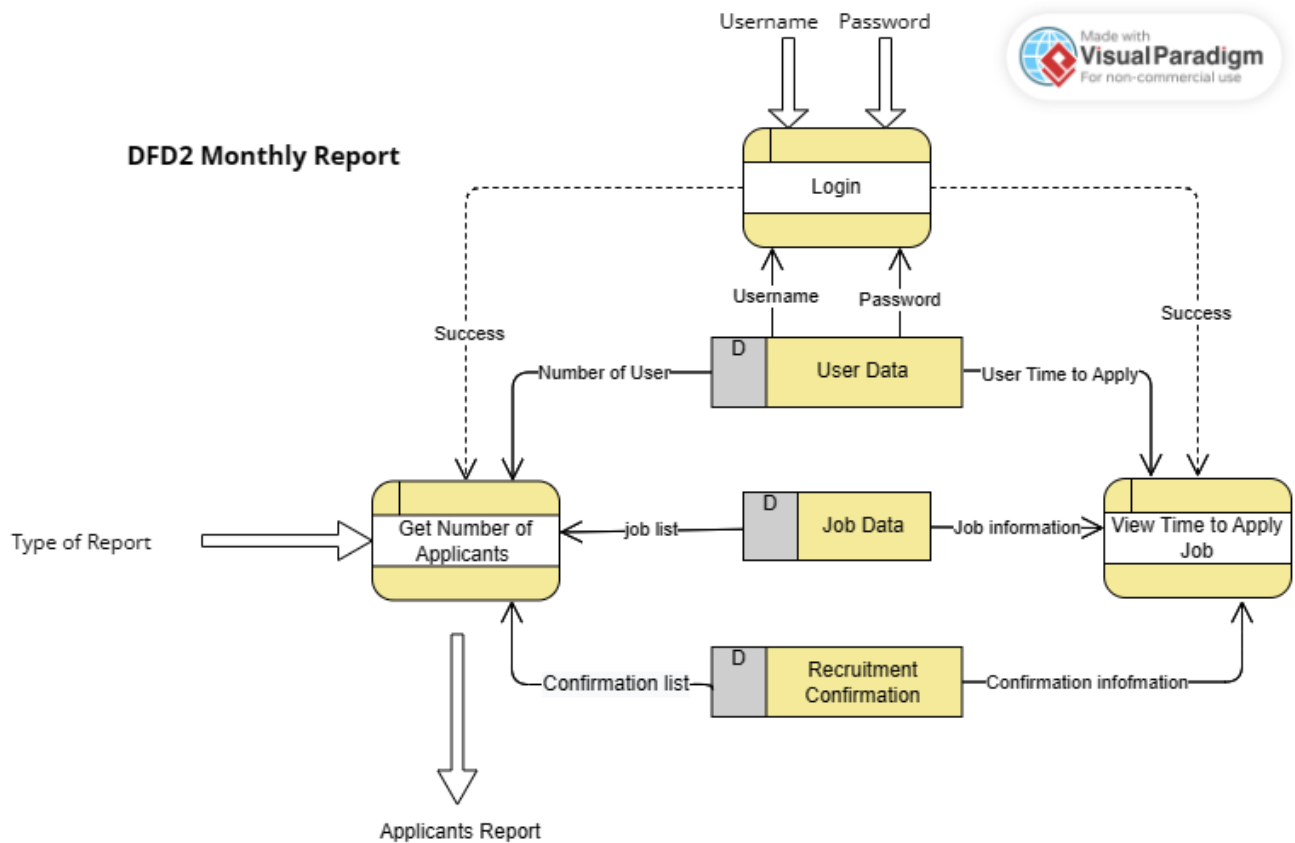 Username
Password
Made with
Visual Paradigm
For non-commercial use
DFD2 Monthly Report
Login
Username
Password
Success
Success
D
User Data
Number of User
User Time to Apply
D
Job Data
Type of Report
Get Number of
Applicants
job list
Job information
View Time to Apply
Job
D
Recruitment
Confirmation
Confirmation list
Confirmation infofmation
Applicants Report